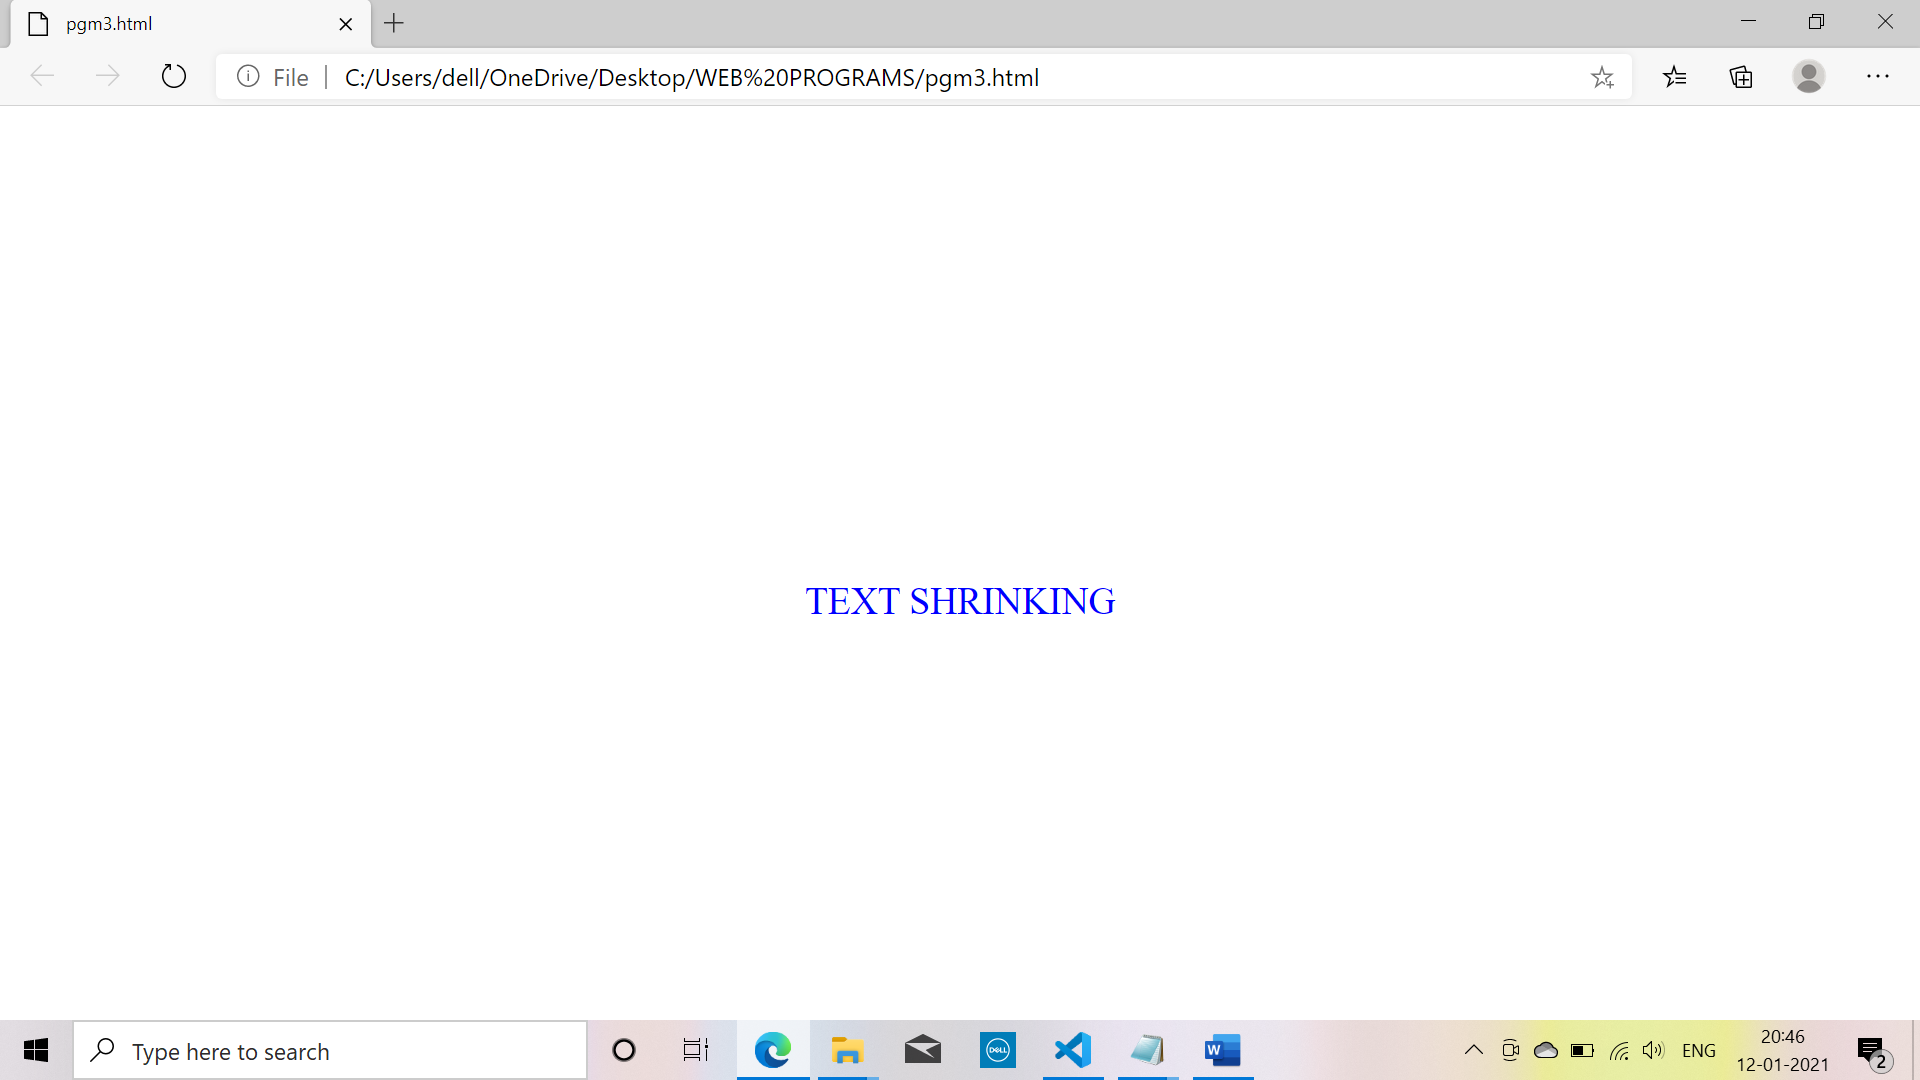 pgm3.html
File | C:/Users/dell/OneDrive/Desktop/WEB%20PROGRAMS/pgm3.html
TEXT SHRINKING
Type here to search
DELL
W
ENG
20:46
12-01-2021
2